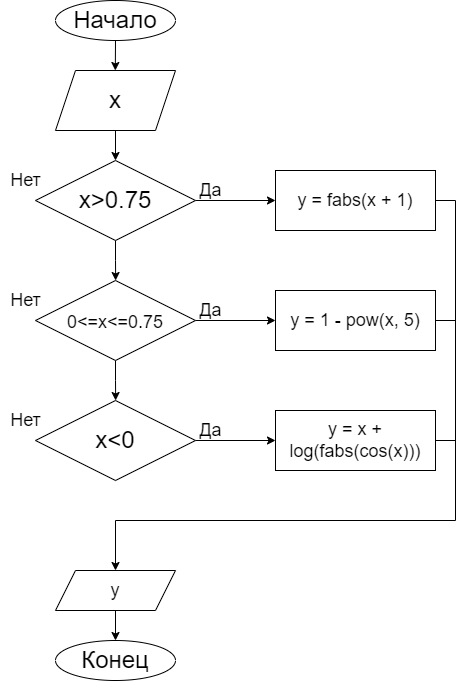 Начало
x
Нет
x>0.75
Да
y = fabs(x + 1)
Нет
0<=x<=0.75
Да
y = 1 - pow(x, 5)
Нет
x<0
Да
y = x +
log(fabs(cos(x)))
y
Конец